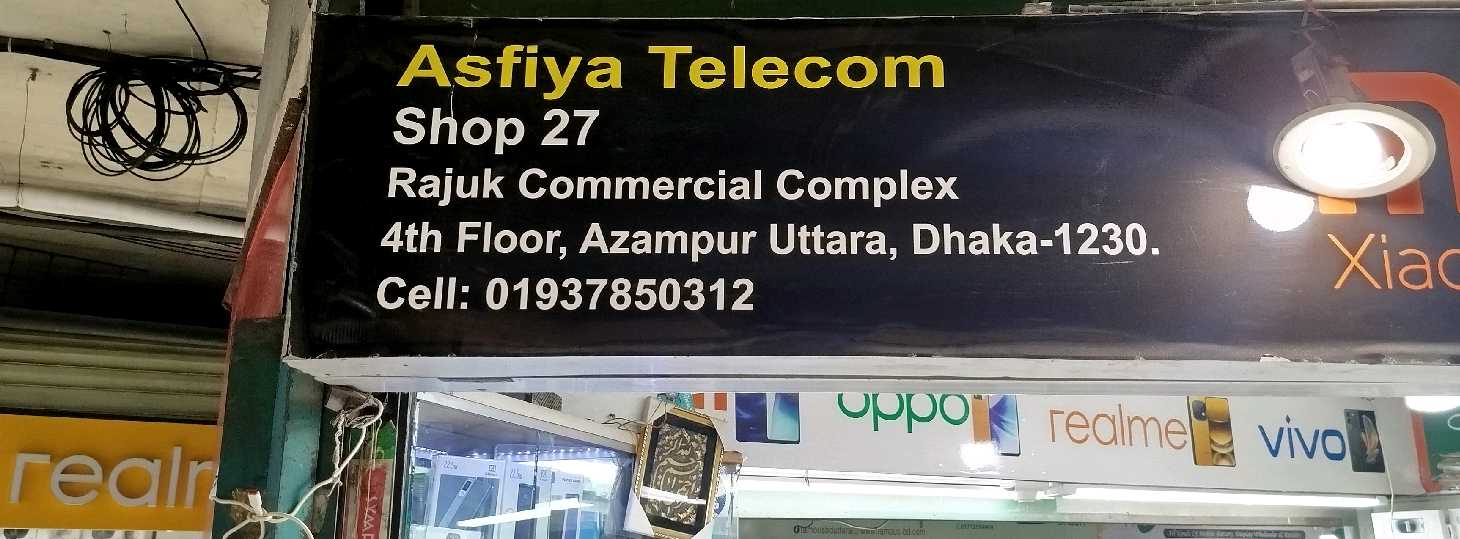 Asfiya Telecom
Shop 27
Rajuk Commercial Complex
4th Floor, Azampur Uttara, Dhaka-1230.
Cell: 01937850312
Xiao
oppo
realme
vivo
realm